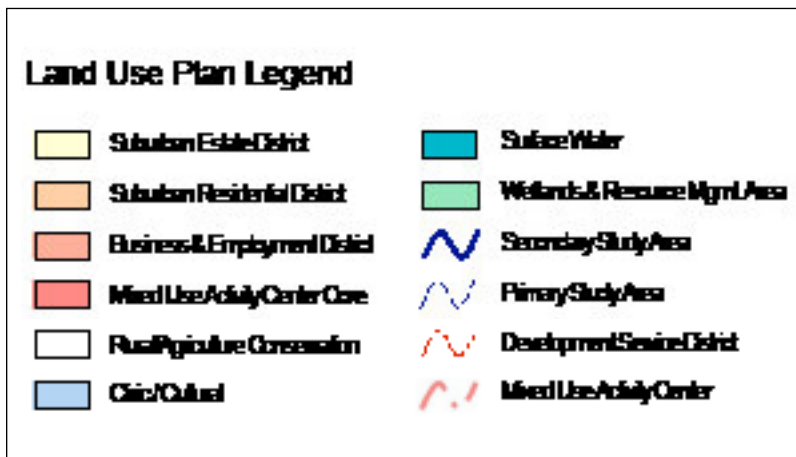 Land Use Plan Legend
Suburban Estate District
Suburban Residential District
Business & Employment District
Mixed Use Activity Center Core
Rural Agriculture Conservation
Civic / Cultural
Surface Water
Wetlands & Resource Mgmt. Area
Secondary Study Area
Primary Study Area
Development Service District
Mixed Use Activity Center